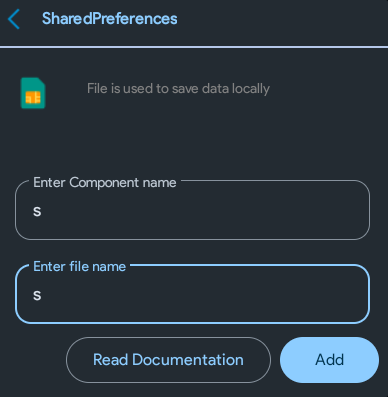 SharedPreferences
File is used to save data locally
Enter Component name
s
Enter file name
s
Read Documentation
Add